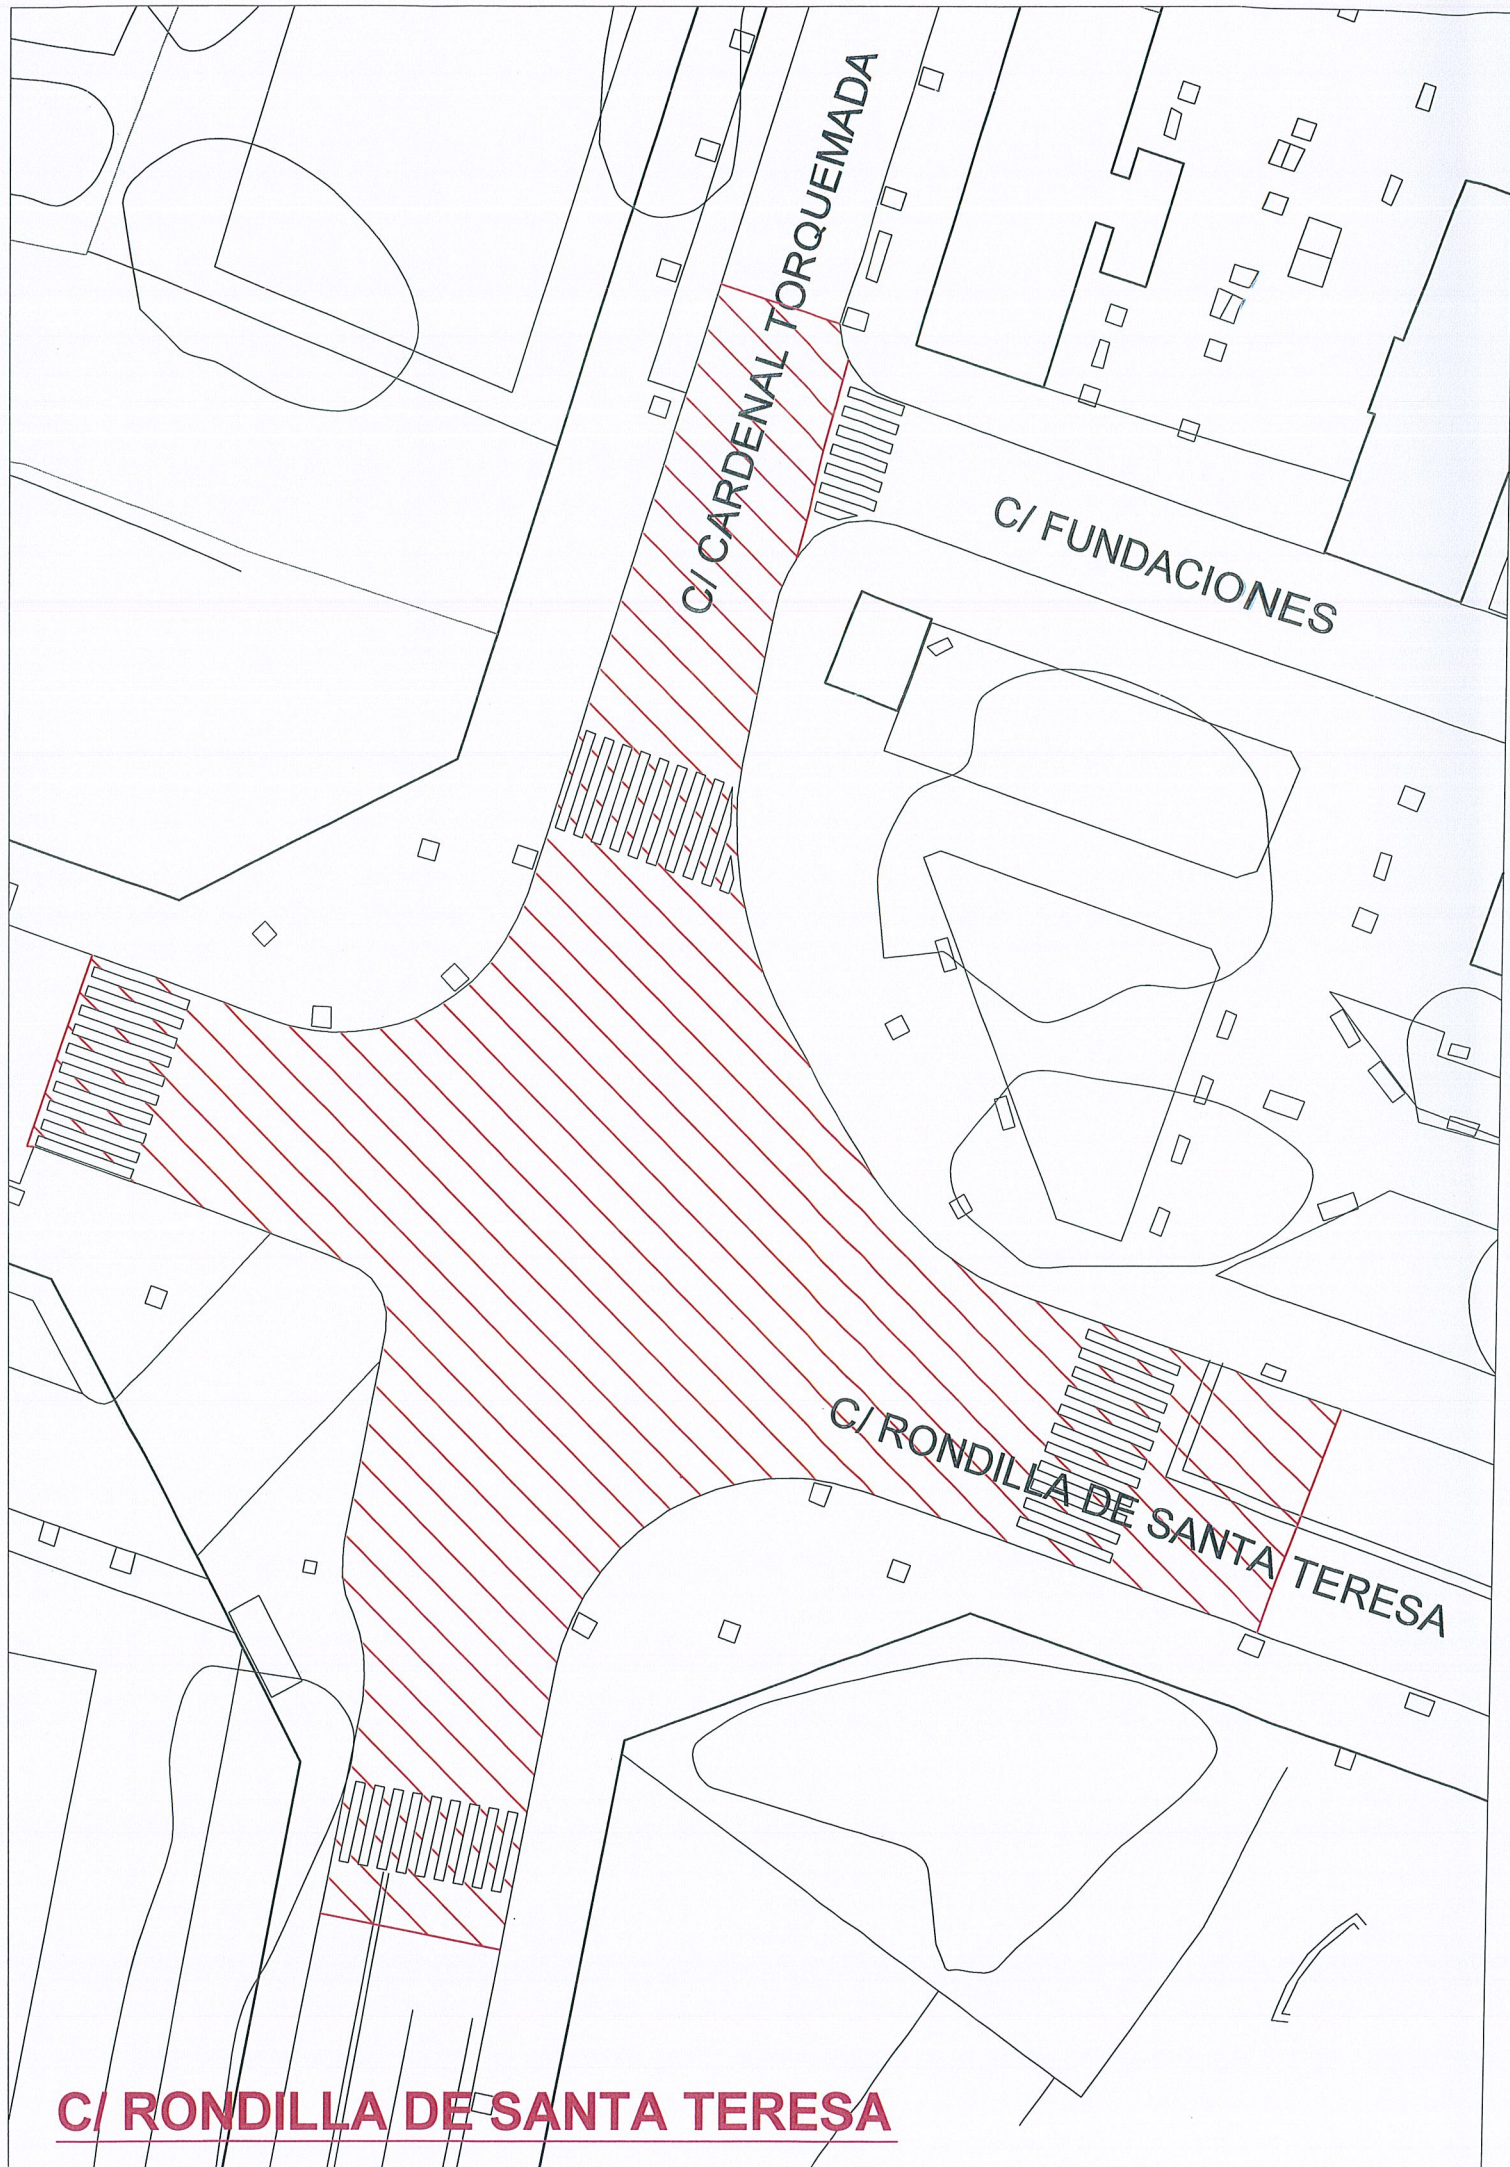 C/ CARDENAL TORQUEMADA
C/ FUNDACIONES
C/ RONDILLA DE SANTA TERESA
C/ RONDILLA DE SANTA TERESA